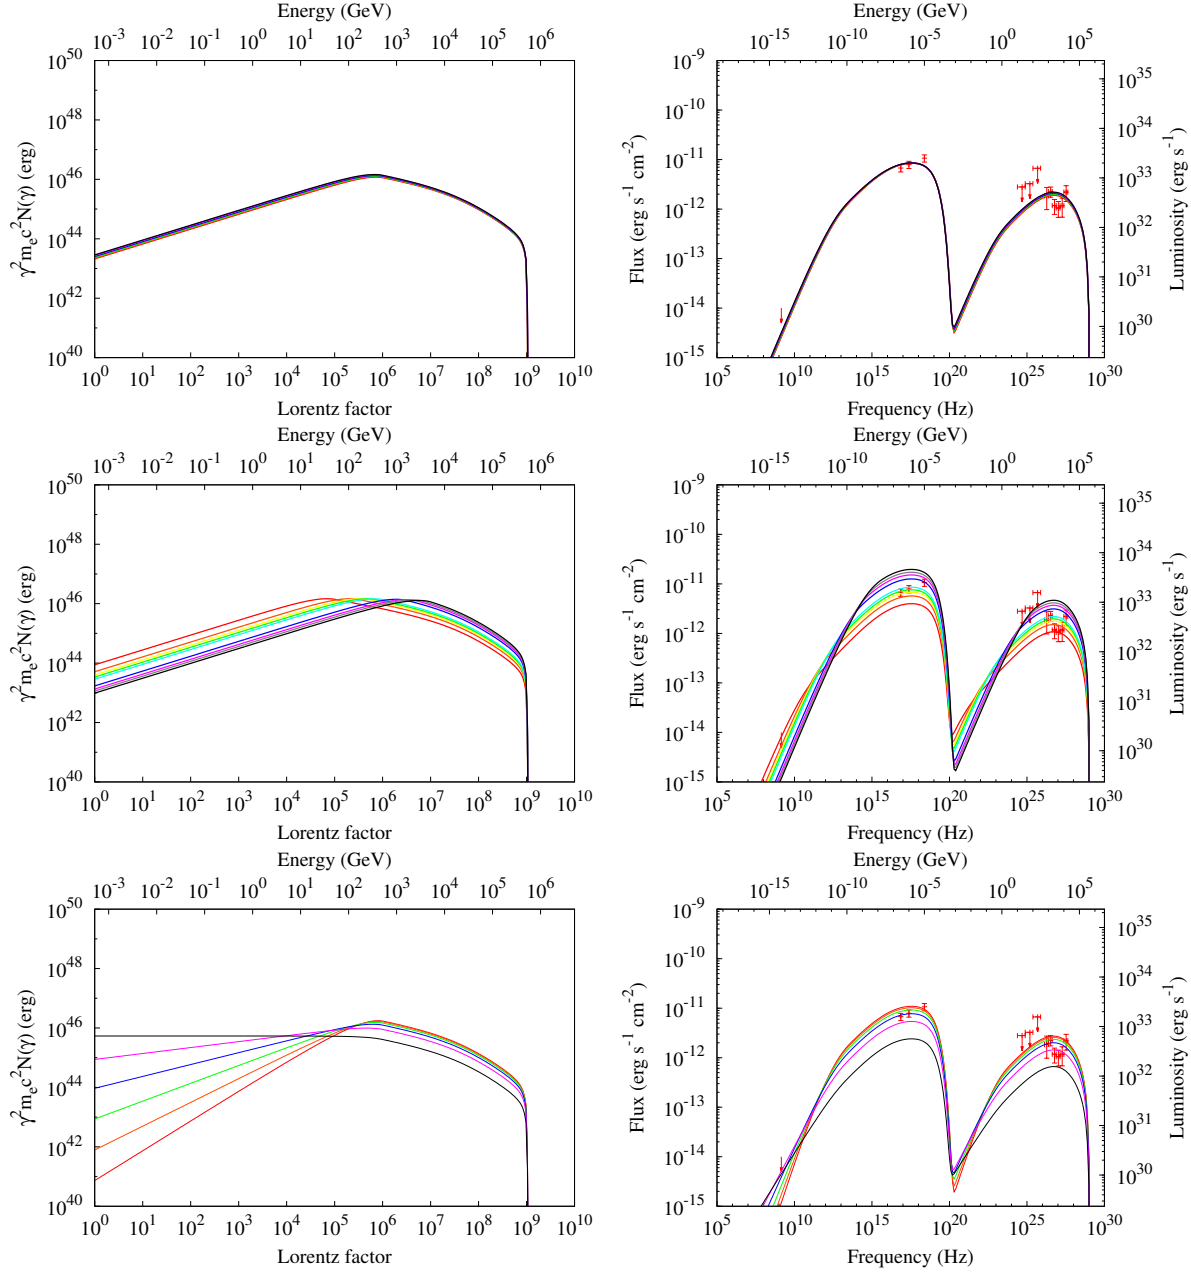 Energy (GeV) Energy (GeV)
10^-3 10^-2 10^-1 10^0 10^1 10^2 10^3 10^4 10^5 10^6 10^-15 10^-10 10^-5 10^0 10^5
10^50 10^48 10^46 10^44 10^42 10^40
γ^2 m_e c^2 N(γ) (erg)
10^0 10^1 10^2 10^3 10^4 10^5 10^6 10^7 10^8 10^9 10^10
Lorentz factor
10^-9 10^-10 10^-11 10^-12 10^-13 10^-14 10^-15
Flux (erg s^-1 cm^-2)
10^35 10^34 10^33 10^32 10^31 10^30
Luminosity (erg s^-1)
10^5 10^10 10^15 10^20 10^25 10^30
Frequency (Hz)
Energy (GeV) Energy (GeV)
10^-3 10^-2 10^-1 10^0 10^1 10^2 10^3 10^4 10^5 10^6 10^-15 10^-10 10^-5 10^0 10^5
10^50 10^48 10^46 10^44 10^42 10^40
γ^2 m_e c^2 N(γ) (erg)
10^0 10^1 10^2 10^3 10^4 10^5 10^6 10^7 10^8 10^9 10^10
Lorentz factor
10^-9 10^-10 10^-11 10^-12 10^-13 10^-14 10^-15
Flux (erg s^-1 cm^-2)
10^35 10^34 10^33 10^32 10^31 10^30
Luminosity (erg s^-1)
10^5 10^10 10^15 10^20 10^25 10^30
Frequency (Hz)
Energy (GeV) Energy (GeV)
10^-3 10^-2 10^-1 10^0 10^1 10^2 10^3 10^4 10^5 10^6 10^-15 10^-10 10^-5 10^0 10^5
10^50 10^48 10^46 10^44 10^42 10^40
γ^2 m_e c^2 N(γ) (erg)
10^0 10^1 10^2 10^3 10^4 10^5 10^6 10^7 10^8 10^9 10^10
Lorentz factor
10^-9 10^-10 10^-11 10^-12 10^-13 10^-14 10^-15
Flux (erg s^-1 cm^-2)
10^35 10^34 10^33 10^32 10^31 10^30
Luminosity (erg s^-1)
10^5 10^10 10^15 10^20 10^25 10^30
Frequency (Hz)